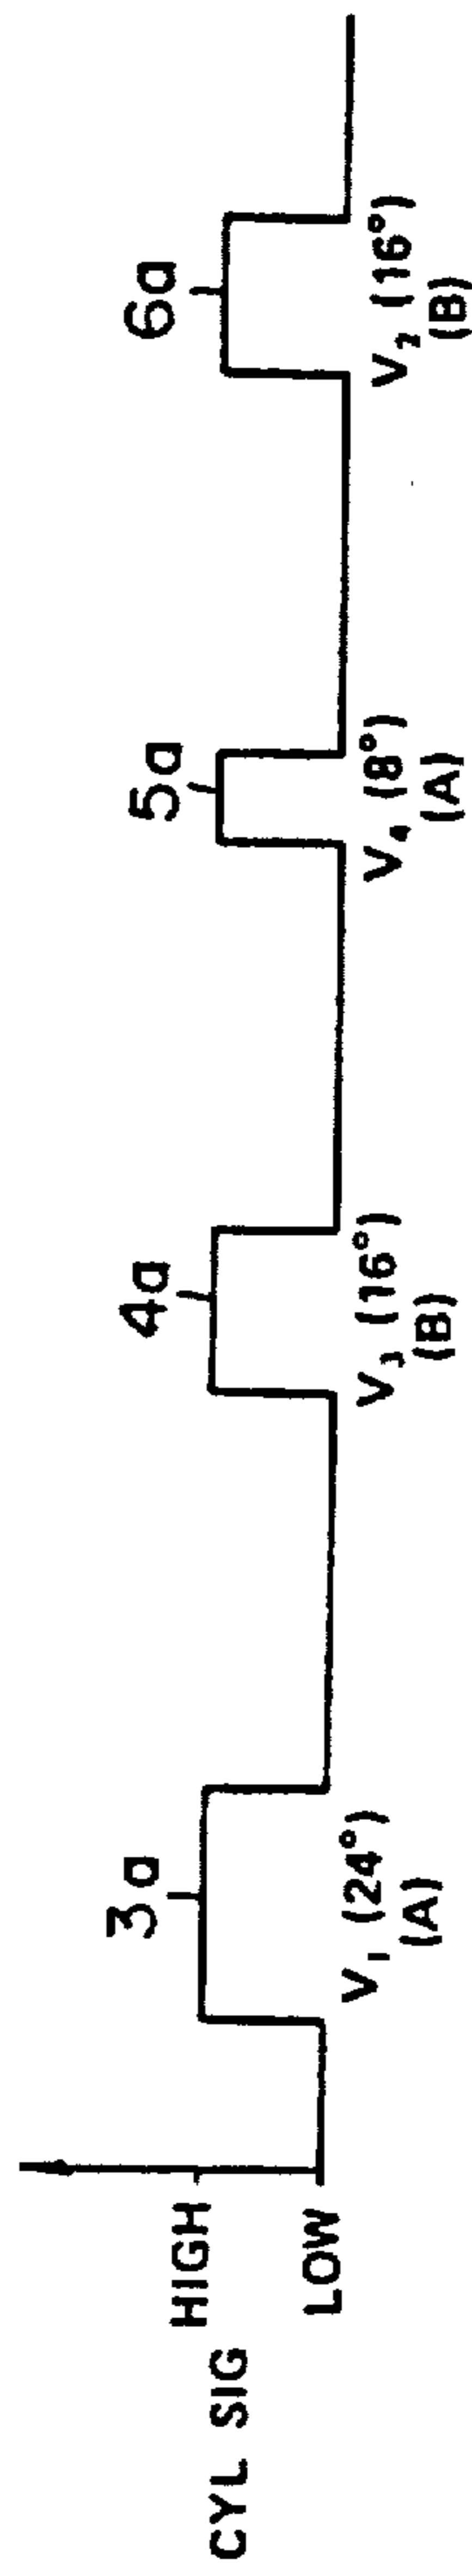 CYL SIG
HIGH
LOW
3a
4a
5a
6a
V₁ (24°)
(A)
V₃ (16°)
(B)
V₄ (8°)
(A)
V₂ (16°)
(B)